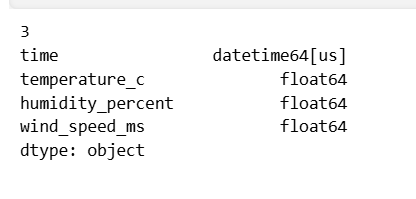 3
time                datetime64[us]
temperature_c              float64
humidity_percent           float64
wind_speed_ms              float64
dtype: object